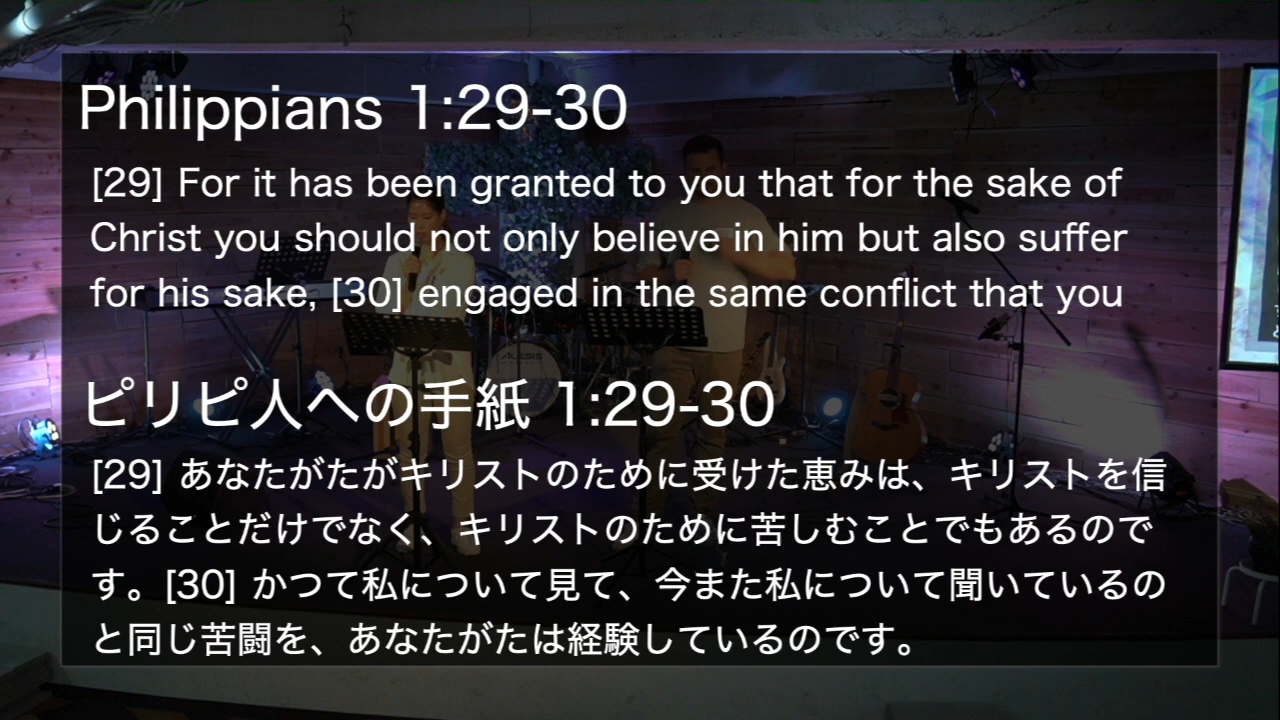 Philippians 1:29-30
[29] For it has been granted to you that for the sake of
Christ you should not only believe in him but also suffer
for his sake, [30] engaged in the same conflict that you
ピリピ人への手紙 1:29-30
[29] あなたがたがキリストのために受けた恵みは、キリストを信
じることだけでなく、キリストのために苦しむことでもあるので
す。[30] かつて私について見て、今また私について聞いているの
と同じ苦闘を、あなたがたは経験しているのです。
ALESIS